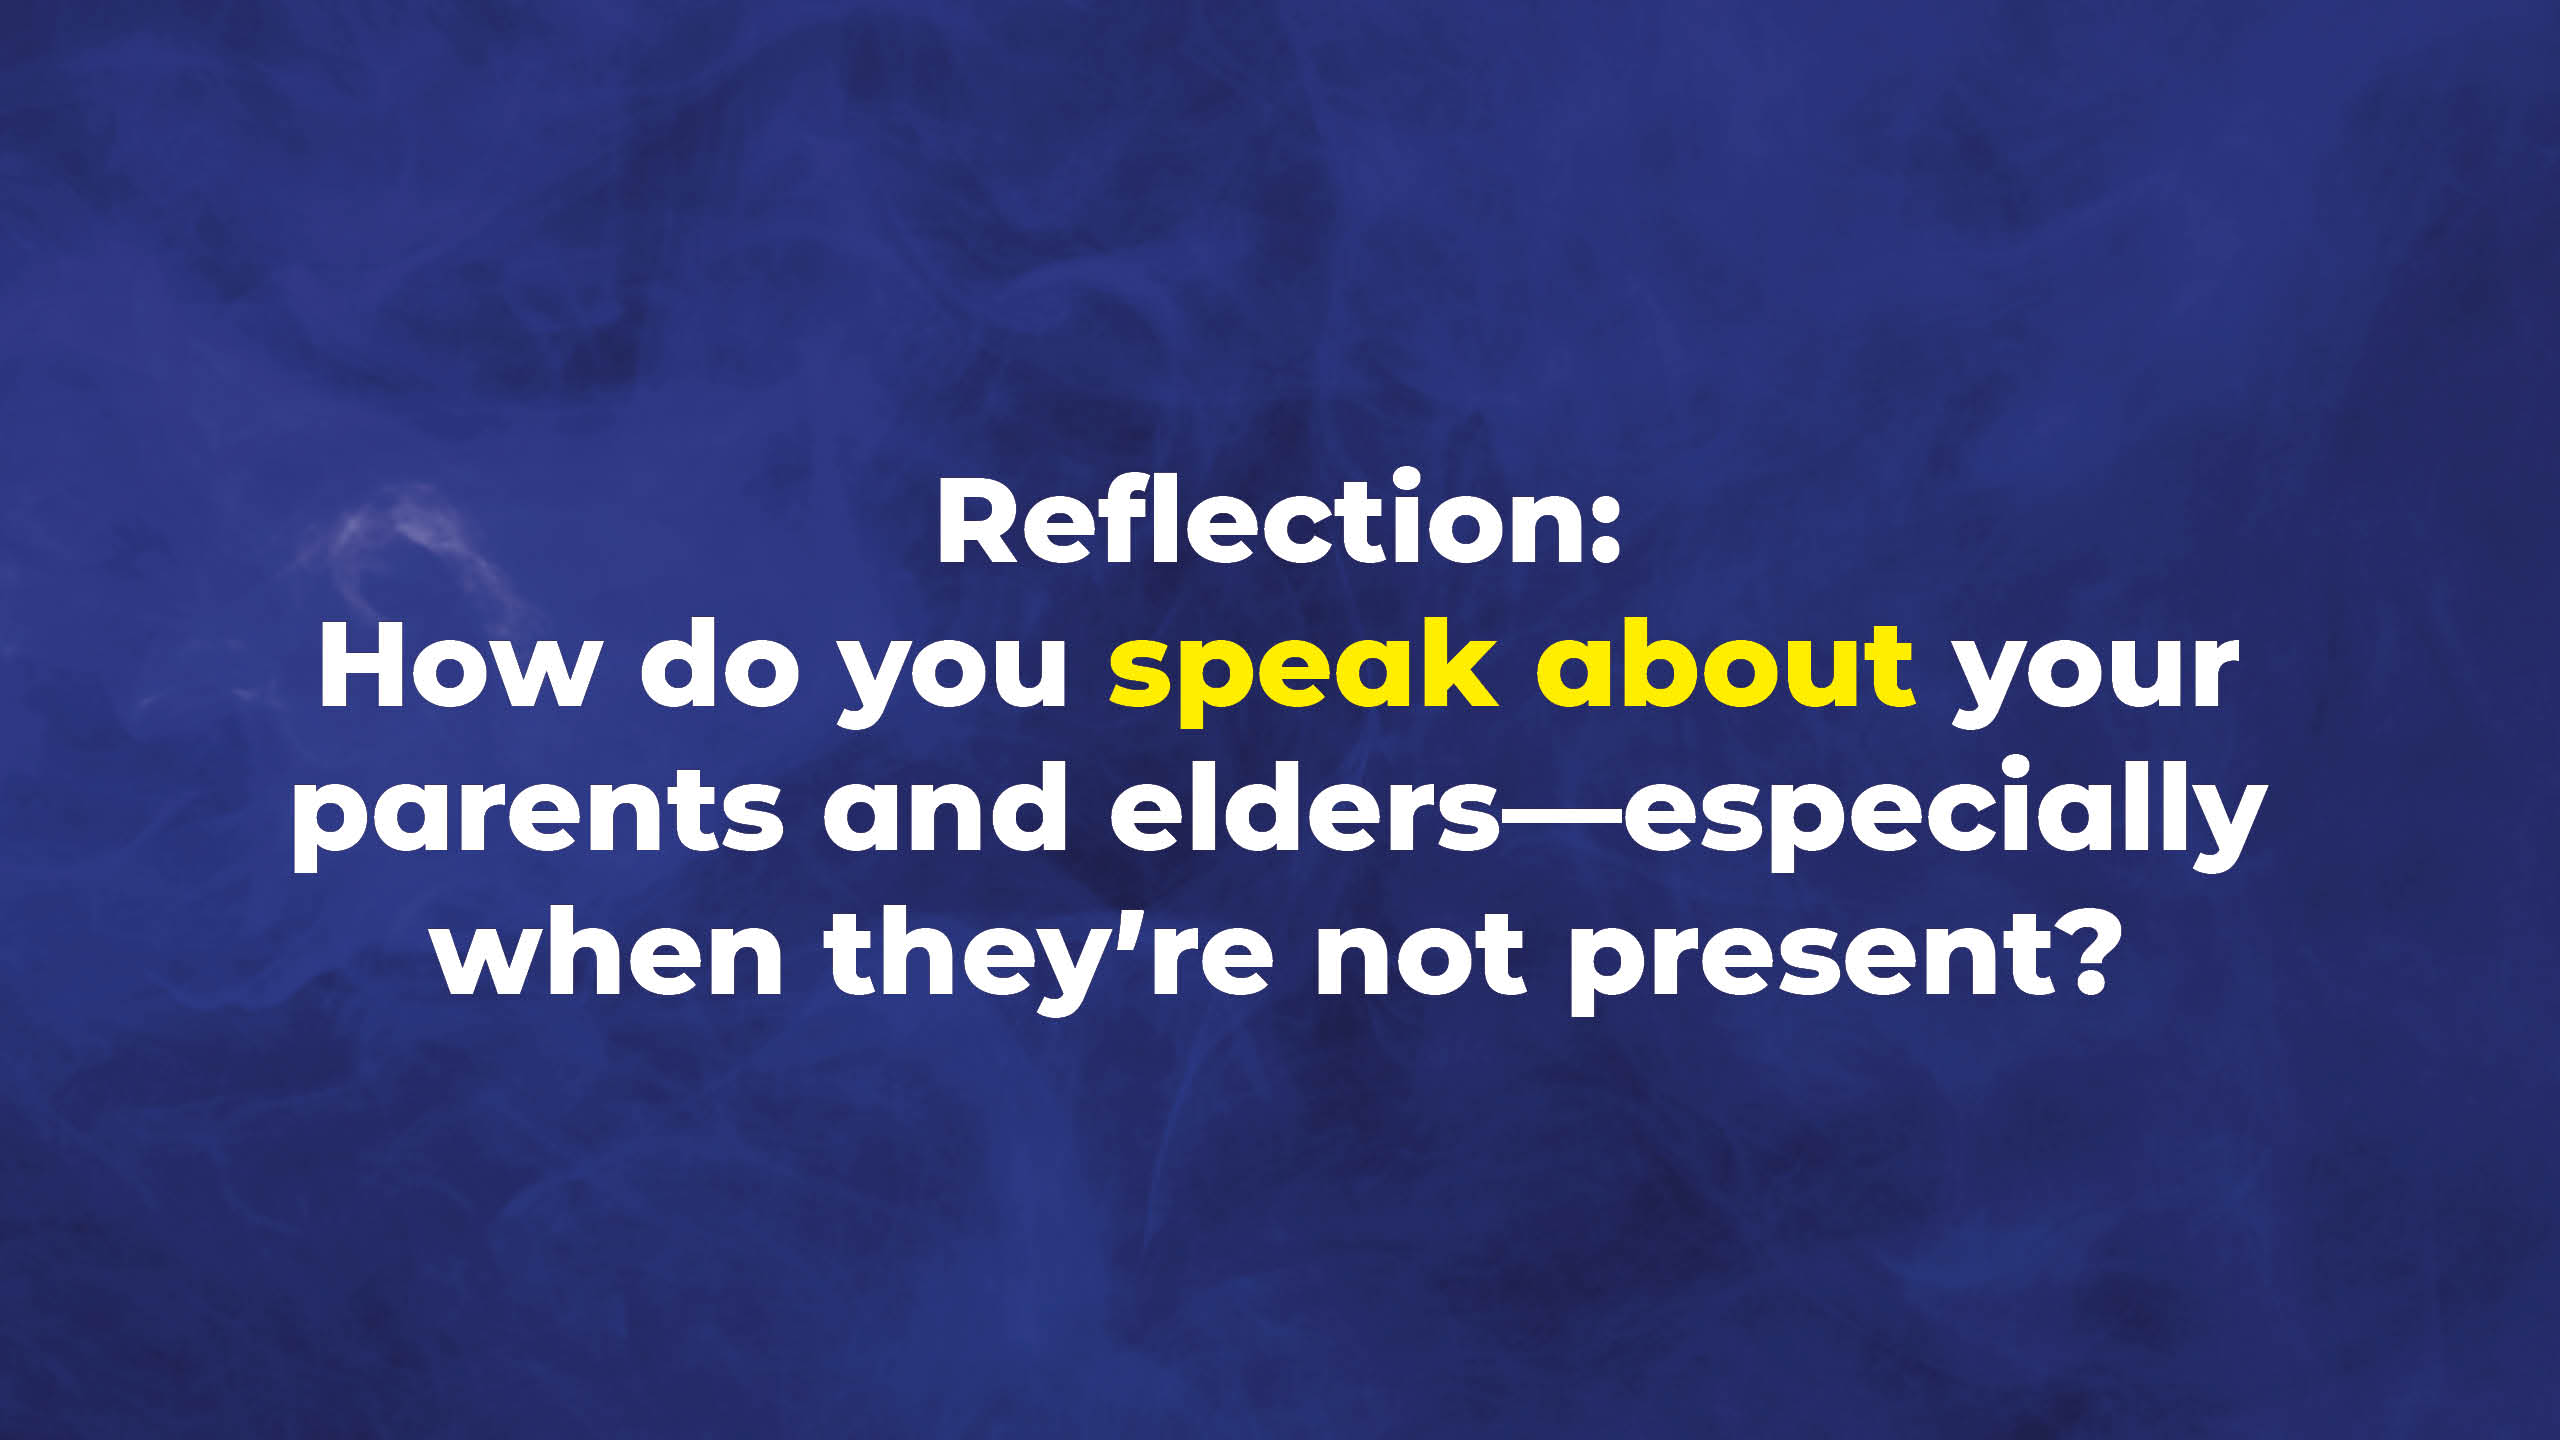 Reflection:
How do you speak about your
parents and elders—especially
when they’re not present?